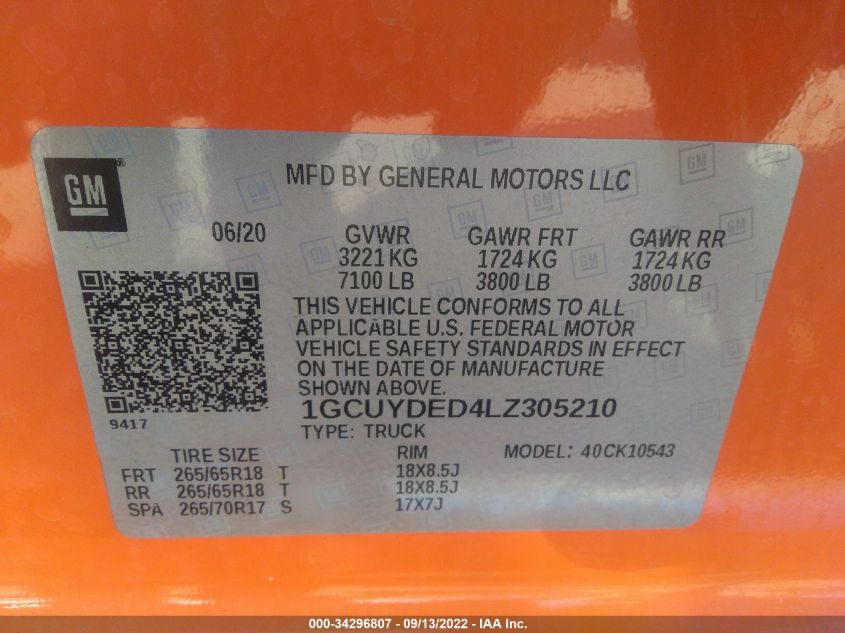 GM
MFD BY GENERAL MOTORS LLC
06/20 GVWR GAWR FRT GAWR RR
3221 KG 1724 KG 1724 KG
7100 LB 3800 LB 3800 LB
THIS VEHICLE CONFORMS TO ALL
APPLICABLE U.S. FEDERAL MOTOR
VEHICLE SAFETY STANDARDS IN EFFECT
ON THE DATE OF MANUFACTURE
SHOWN ABOVE.
1GCUYDED4LZ305210
9417
TYPE: TRUCK
TIRE SIZE RIM MODEL: 40CK10543
FRT 265/65R18 T 18X8.5J
RR 265/65R18 T 18X8.5J
SPA 265/70R17 S 17X7J
000-34296807 - 09/13/2022 - IAA Inc.